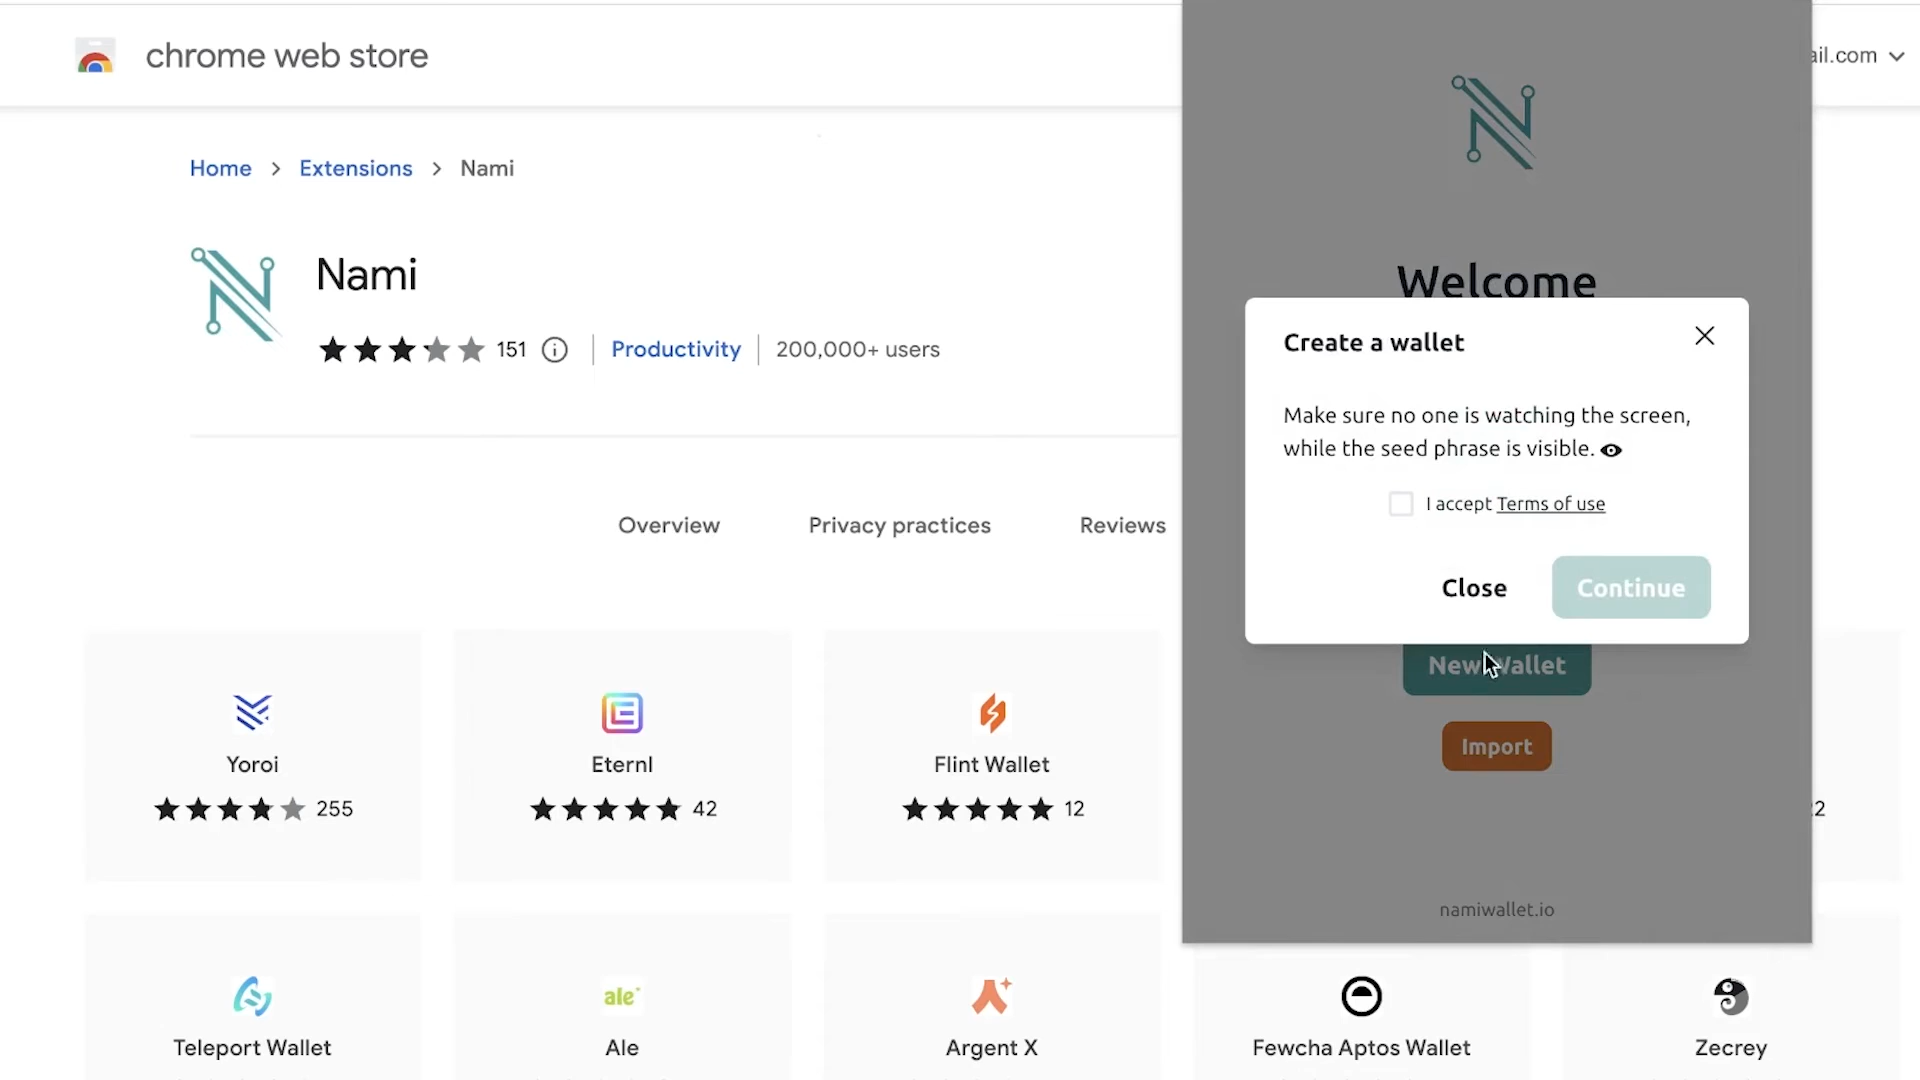 chrome web store
ail.com
Home > Extensions > Nami
Nami
151
Productivity
200,000+ users
Overview
Privacy practices
Reviews
Welcome
Create a wallet
Make sure no one is watching the screen,
while the seed phrase is visible.
I accept Terms of use
Close
Continue
New Wallet
Import
namiwallet.io
Yoroi
255
Eternl
42
Flint Wallet
12
2
Teleport Wallet
ale
Ale
Argent X
Fewcha Aptos Wallet
Zecrey